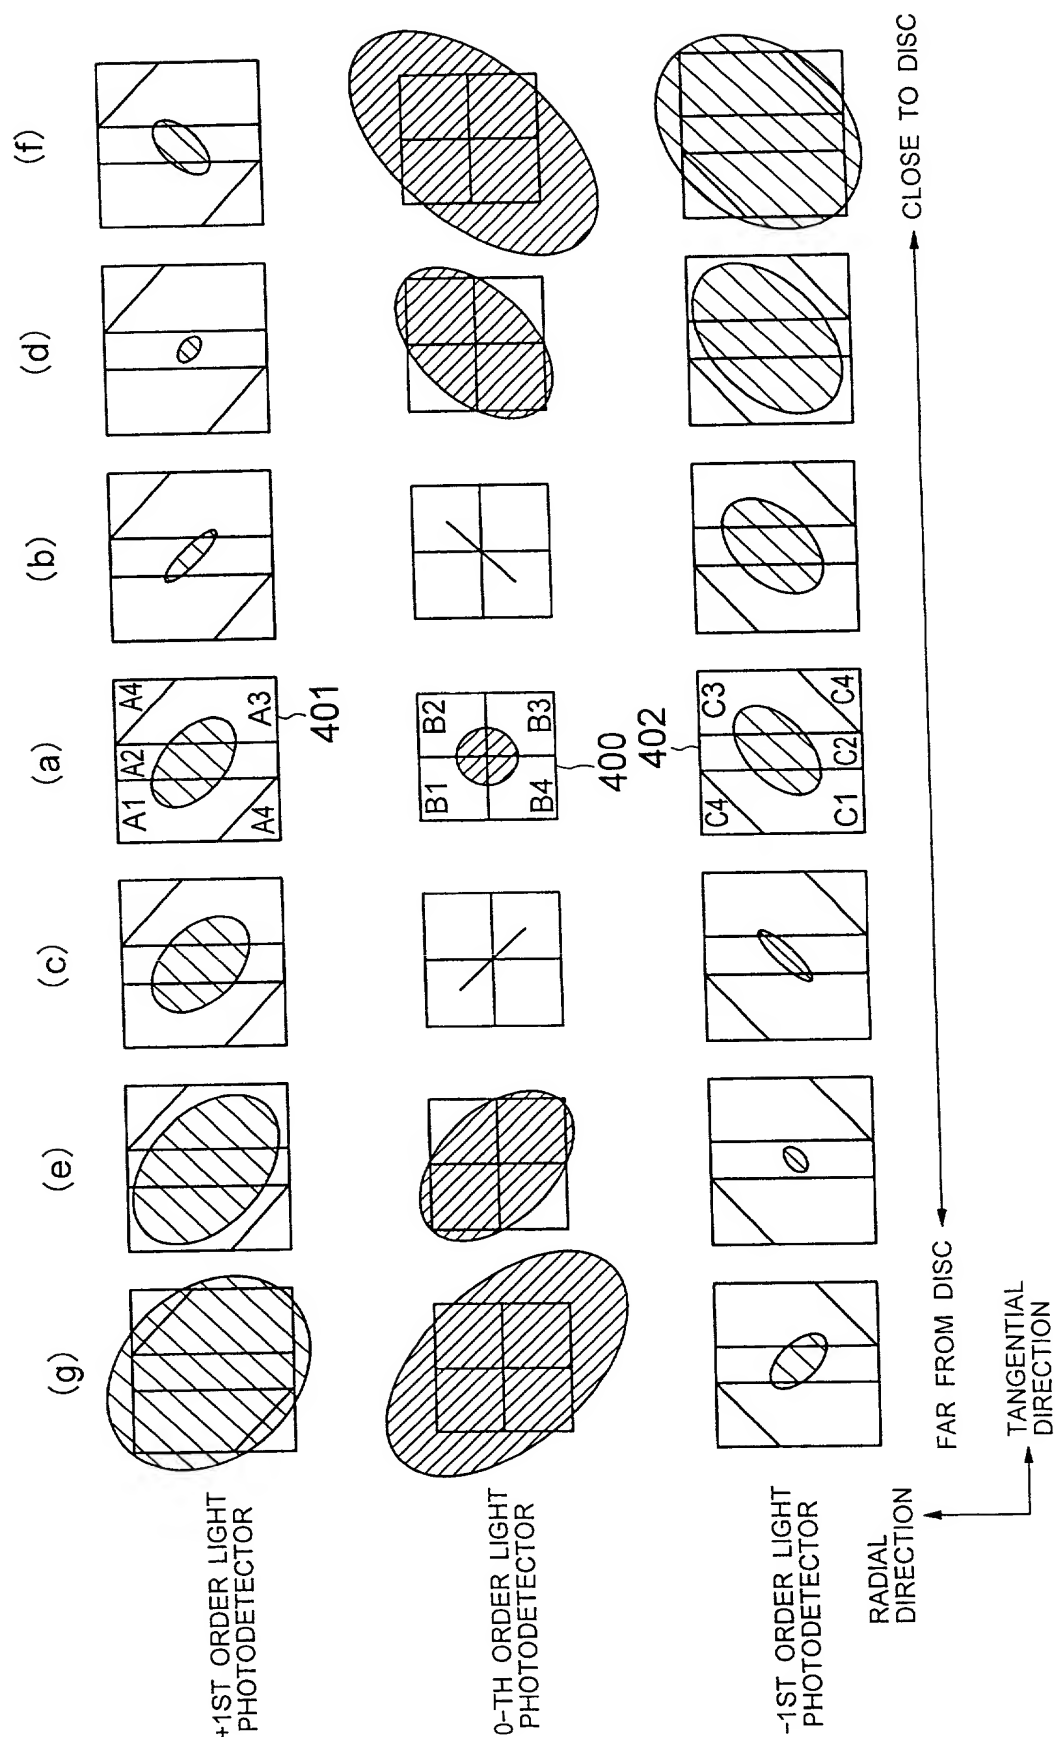 (g)
(e)
(c)
(a)
(b)
(d)
(f)
+1ST ORDER LIGHT
PHOTODETECTOR
A1
A2
A4
A4
A3
401
0-TH ORDER LIGHT
PHOTODETECTOR
B1
B2
B4
B3
400
402
-1ST ORDER LIGHT
PHOTODETECTOR
C4
C3
C1
C2
C4
RADIAL
DIRECTION
FAR FROM DISC
CLOSE TO DISC
TANGENTIAL
DIRECTION